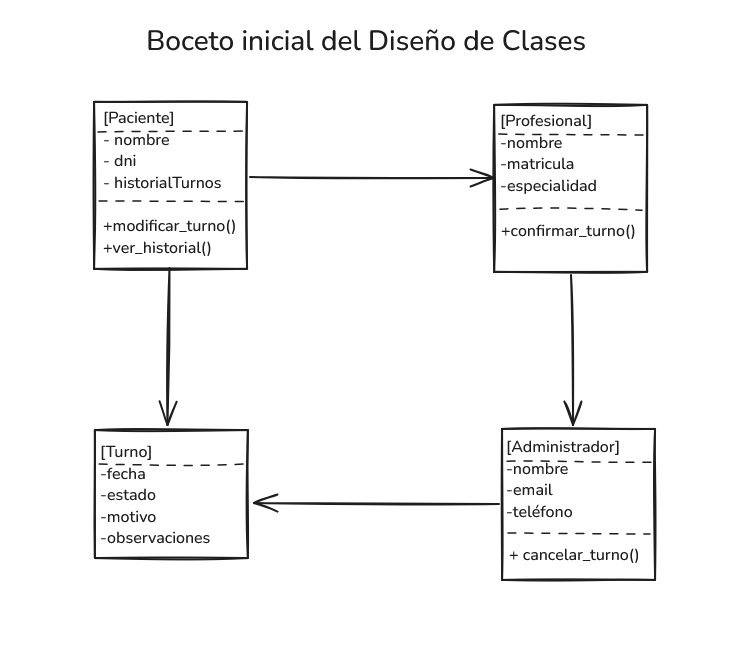 Boceto inicial del Diseño de Clases
[Paciente]
- nombre
- dni
- historialTurnos
+modificar_turno()
+ver_historial()
[Profesional]
-nombre
-matricula
-especialidad
+confirmar_turno()
[Turno]
-fecha
-estado
-motivo
-observaciones
[Administrador]
-nombre
-email
-teléfono
+ cancelar_turno()